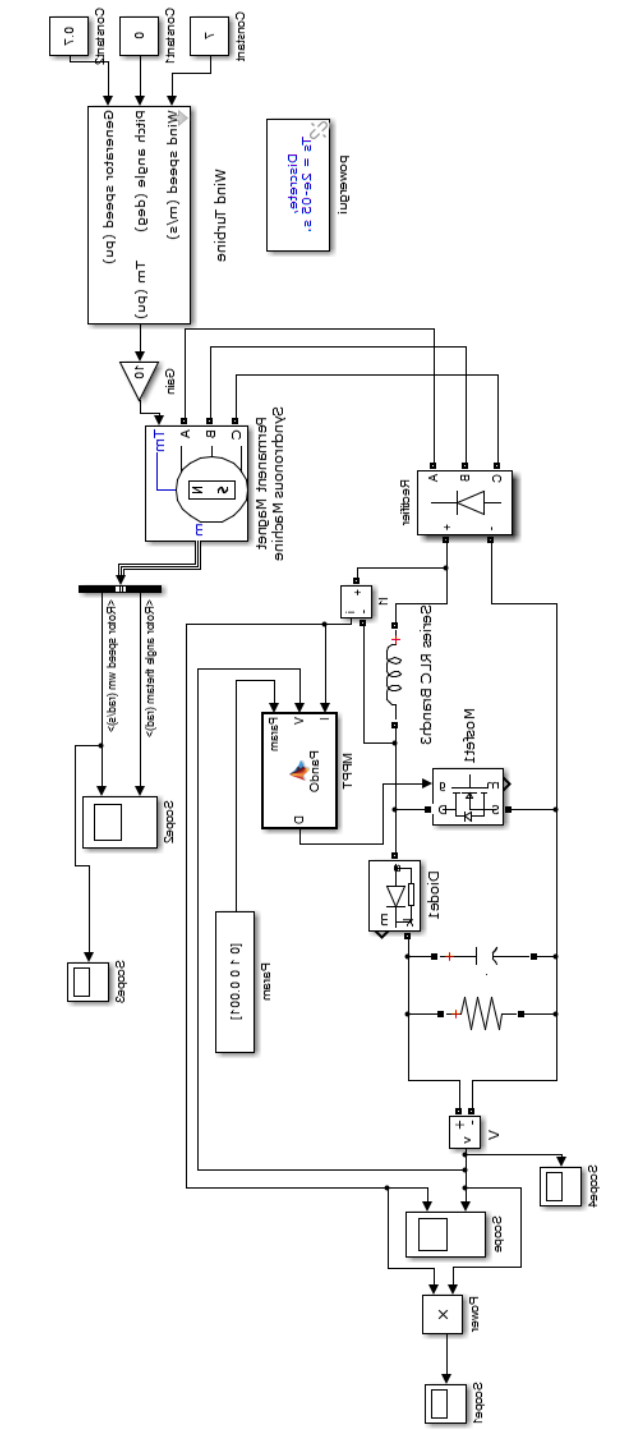 Constant
7
Constant1
0
Constant2
0.7
Wind speed (m/s)
Pitch angle (deg)
Generator speed (pu)
Tm (pu)
Wind Turbine
Discrete,
Ts = 2e-05 s.
powergui
Gain
10
Tm
A
B
C
N
S
m
Permanent Magnet
Synchronous Machine
<Rotor speed wm (rad/s)>
<Rotor angle thetam (rad)>
Scope2
Scope3
A
B
C
+
-
Rectifier
+
-
i
I1
+
Series RLC Branch3
I
V
Param
PandO
D
MPPT
Mosfet1
g
D
E
S
m
k
Diode1
+
+
[0 1 0 0 0.001]
Param
+
-
v
V
Scope4
Scope
×
Power
Scope1